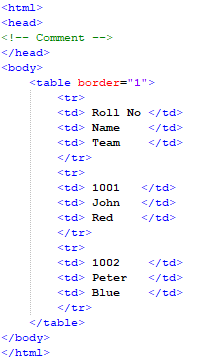 <html>
<head>
<!-- Comment -->
</head>
<body>
<table border="1">
<tr>
<td> Roll No </td>
<td> Name </td>
<td> Team </td>
</tr>
<tr>
<td> 1001 </td>
<td> John </td>
<td> Red </td>
</tr>
<tr>
<td> 1002 </td>
<td> Peter </td>
<td> Blue </td>
</tr>
</table>
</body>
</html>